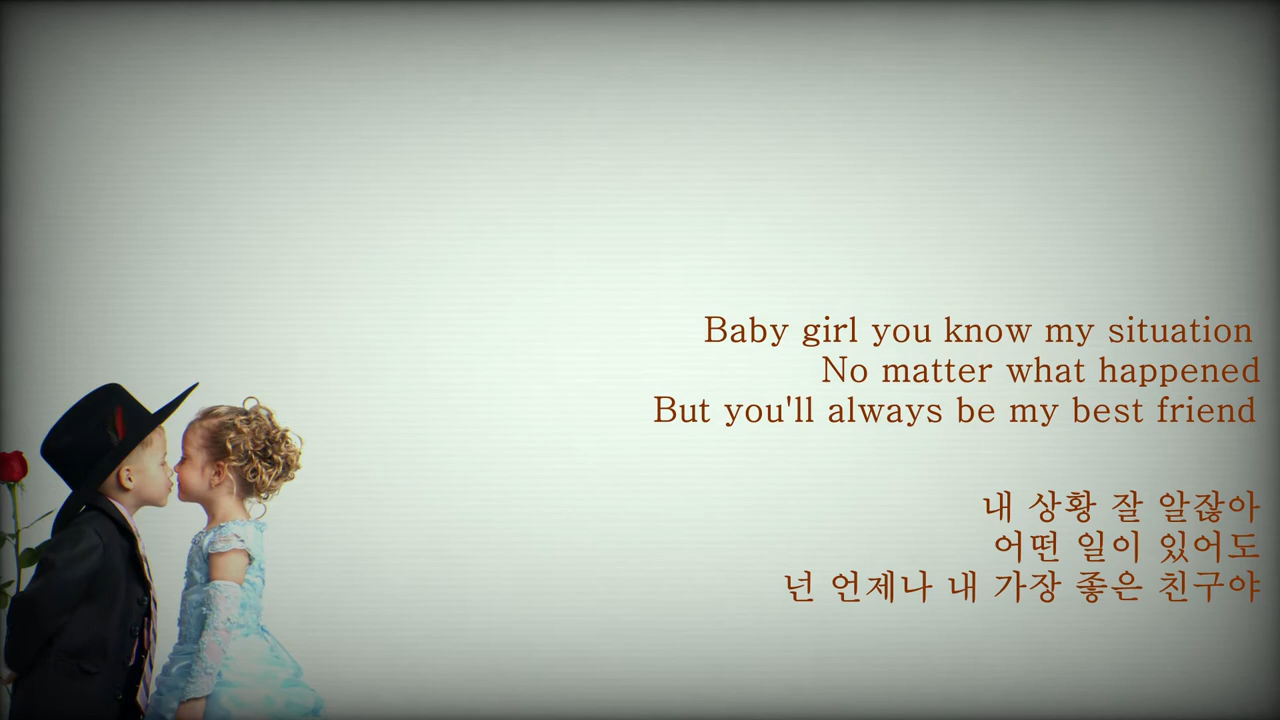 Baby girl you know my situation
No matter what happened
But you'll always be my best friend
내 상황 잘 알잖아
어떤 일이 있어도
넌 언제나 내 가장 좋은 친구야